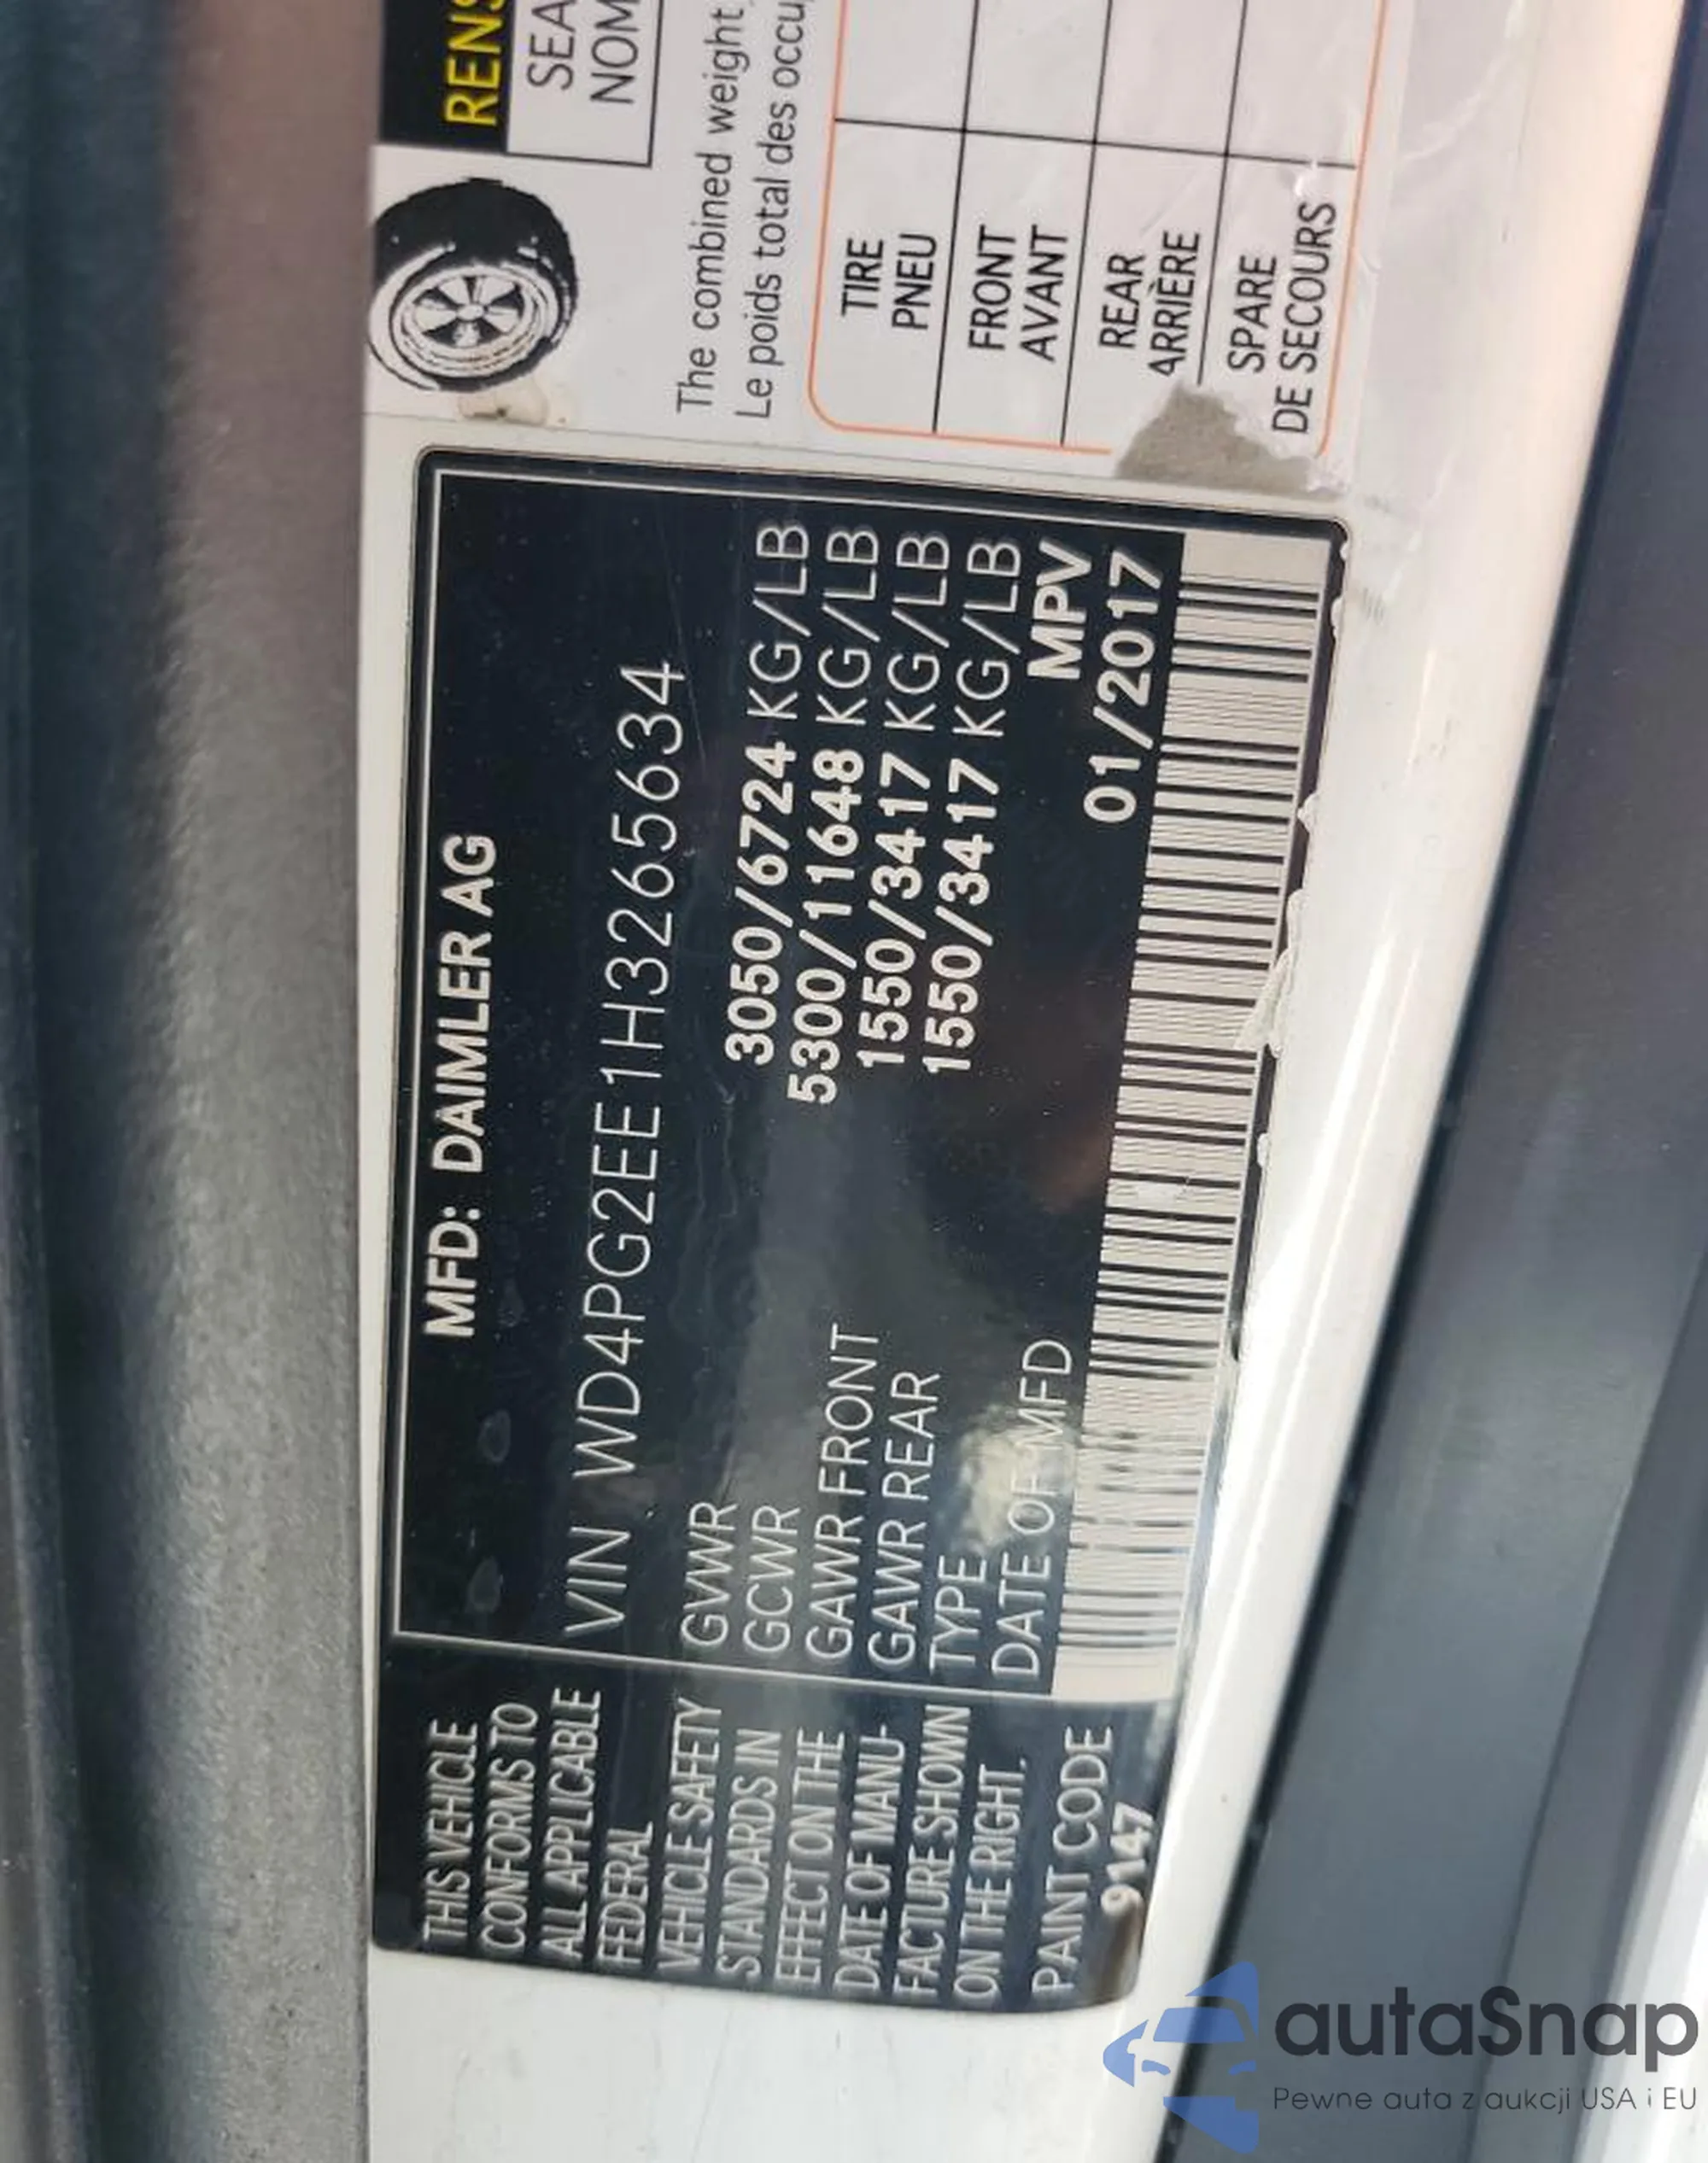 THIS VEHICLE
CONFORMS TO
ALL APPLICABLE
FEDERAL
VEHICLE SAFETY
STANDARDS IN
EFFECT ON THE
DATE OF MANU-
FACTURE SHOWN
ON THE RIGHT.
PAINT CODE
9147
MFD: DAIMLER AG
VIN WD4PG2EE1H3265634
GVWR 3050/6724 KG/LB
GCWR 5300/11648 KG/LB
GAWR FRONT 1550/3417 KG/LB
GAWR REAR 1550/3417 KG/LB
TYPE MPV
DATE OF MFD 01/2017
RENS
SEA
NOM
The combined weight
Le poids total des occu
TIRE
PNEU
FRONT
AVANT
REAR
ARRIÈRE
SPARE
DE SECOURS
autaSnap
Pewne auta z aukcji USA i EU